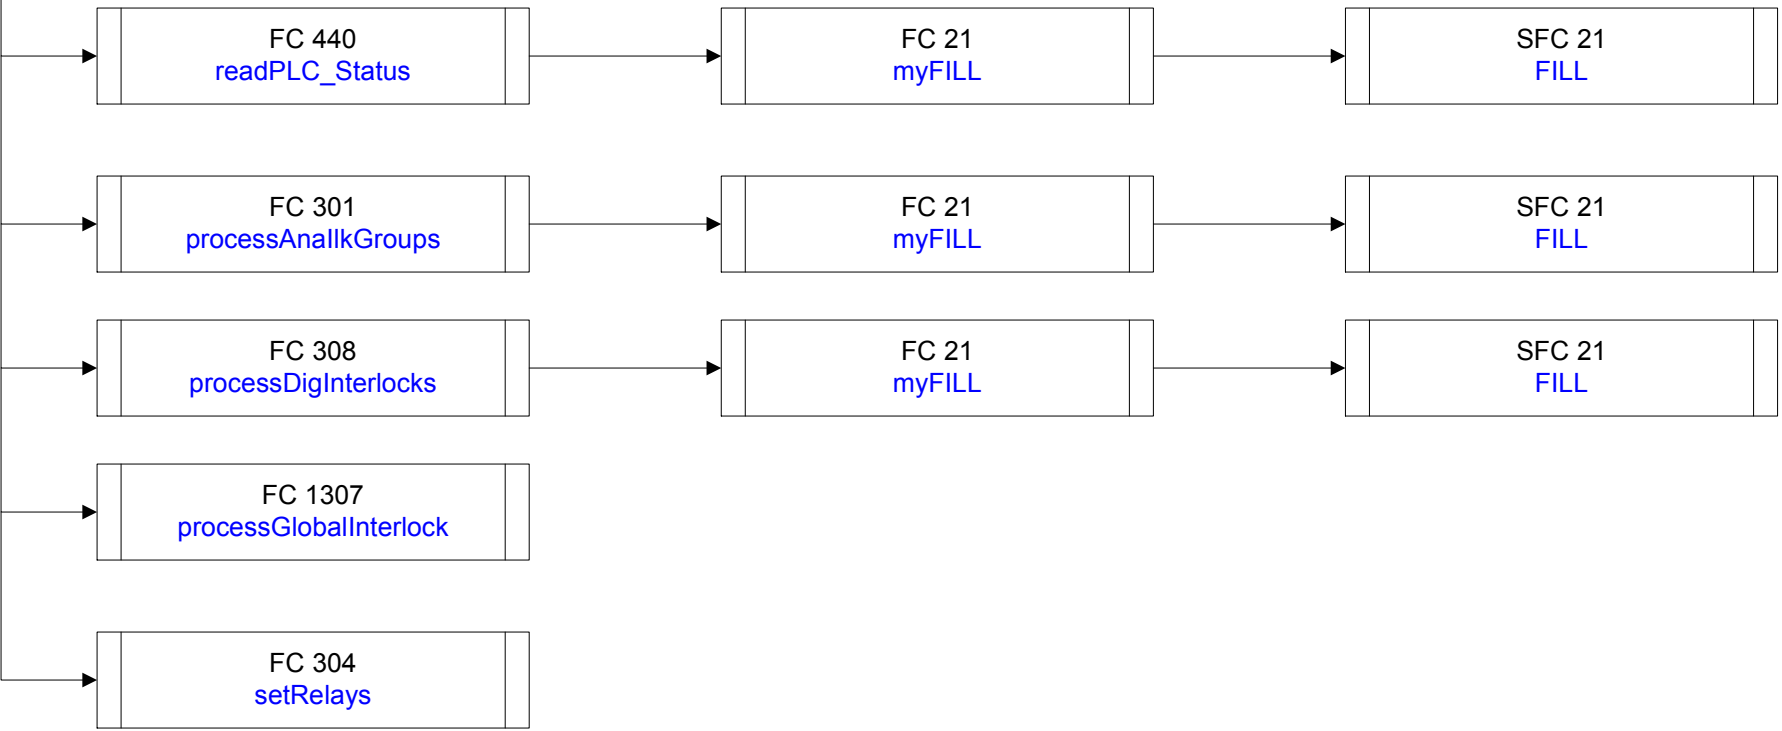 FC 440
readPLC_Status
FC 21
myFILL
SFC 21
FILL
FC 301
processAnaIlkGroups
FC 21
myFILL
SFC 21
FILL
FC 308
processDigInterlocks
FC 21
myFILL
SFC 21
FILL
FC 1307
processGlobalInterlock
FC 304
setRelays